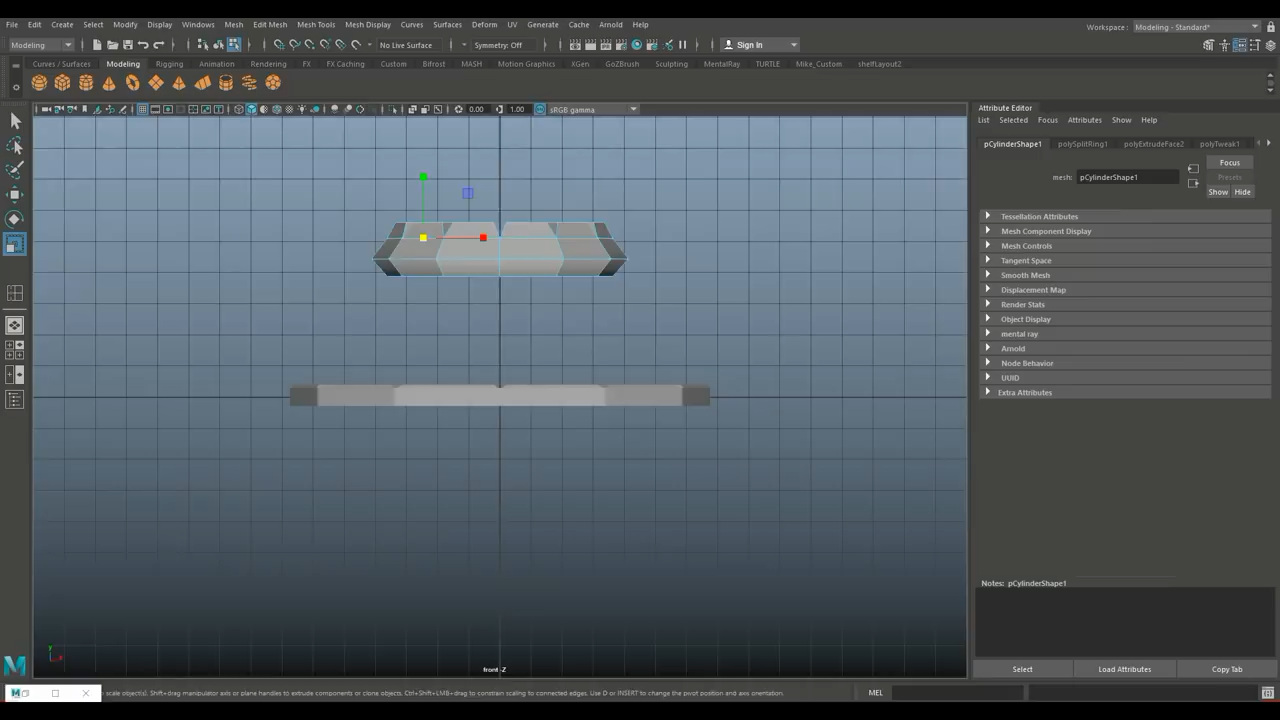 File Edit Create Select Modify Display Windows Mesh Edit Mesh Mesh Tools Mesh Display Curves Surfaces Deform UV Generate Cache Arnold Help
Workspace: Modeling - Standard*
Modeling No Live Surface Symmetry: Off Sign In
Curves / Surfaces Modeling Rigging Animation Rendering FX FX Caching Custom Bifrost MASH Motion Graphics XGen GoZBrush Sculpting MentalRay TURTLE Mike_Custom shelfLayout2
0.00 1.00 sRGB gamma
Attribute Editor
List Selected Focus Attributes Show Help
pCylinderShape1 polySplitRing1 polyExtrudeFace2 polyTweak1
Focus
mesh: pCylinderShape1 Presets
Show Hide
Tessellation Attributes
Mesh Component Display
Mesh Controls
Tangent Space
Smooth Mesh
Displacement Map
Render Stats
Object Display
mental ray
Arnold
Node Behavior
UUID
Extra Attributes
Notes: pCylinderShape1
front -Z
Select Load Attributes Copy Tab
scale object(s). Shift+drag manipulator axis or plane handles to extrude components or clone objects. Ctrl+Shift+LMB+drag to constrain scaling to connected edges. Use D or INSERT to change the pivot position and axis orientation.
MEL